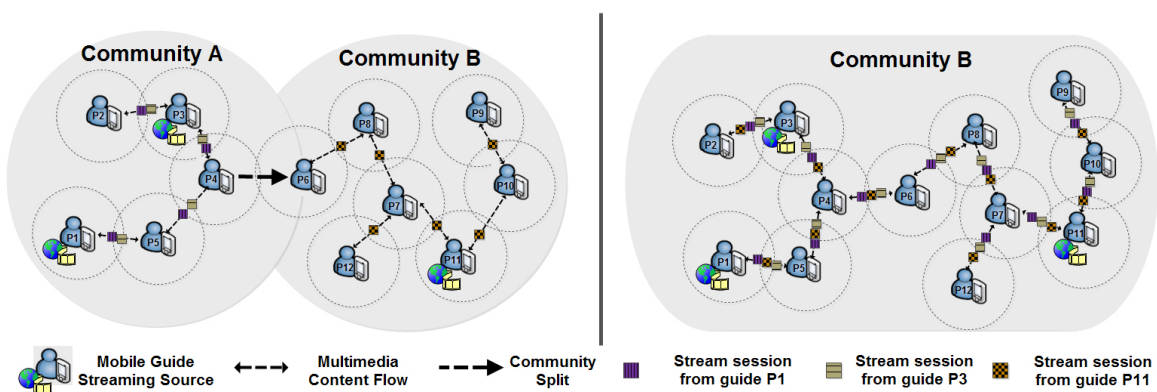 Community A
Community B
P2
P3
P4
P1
P5
P6
P8
P9
P10
P7
P12
P11
Community B
P9
P2
P3
P8
P10
P4
P6
P7
P11
P1
P5
P12
Mobile Guide
Streaming Source
Multimedia
Content Flow
Community
Split
Stream session
from guide P1
Stream session
from guide P3
Stream session
from guide P11